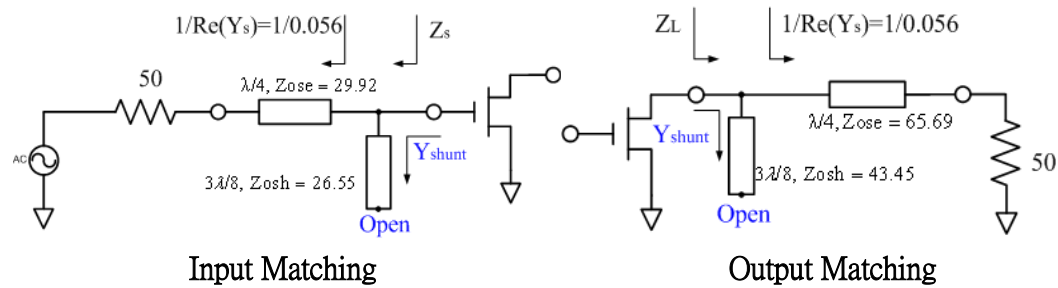 1/Re(Ys)=1/0.056
Zs
50
λ/4, Zose = 29.92
AC
Yshunt
3λ/8, Zosh = 26.55
Open
Input Matching
ZL
1/Re(Ys)=1/0.056
λ/4, Zose = 65.69
Yshunt
50
3λ/8, Zosh = 43.45
Open
Output Matching